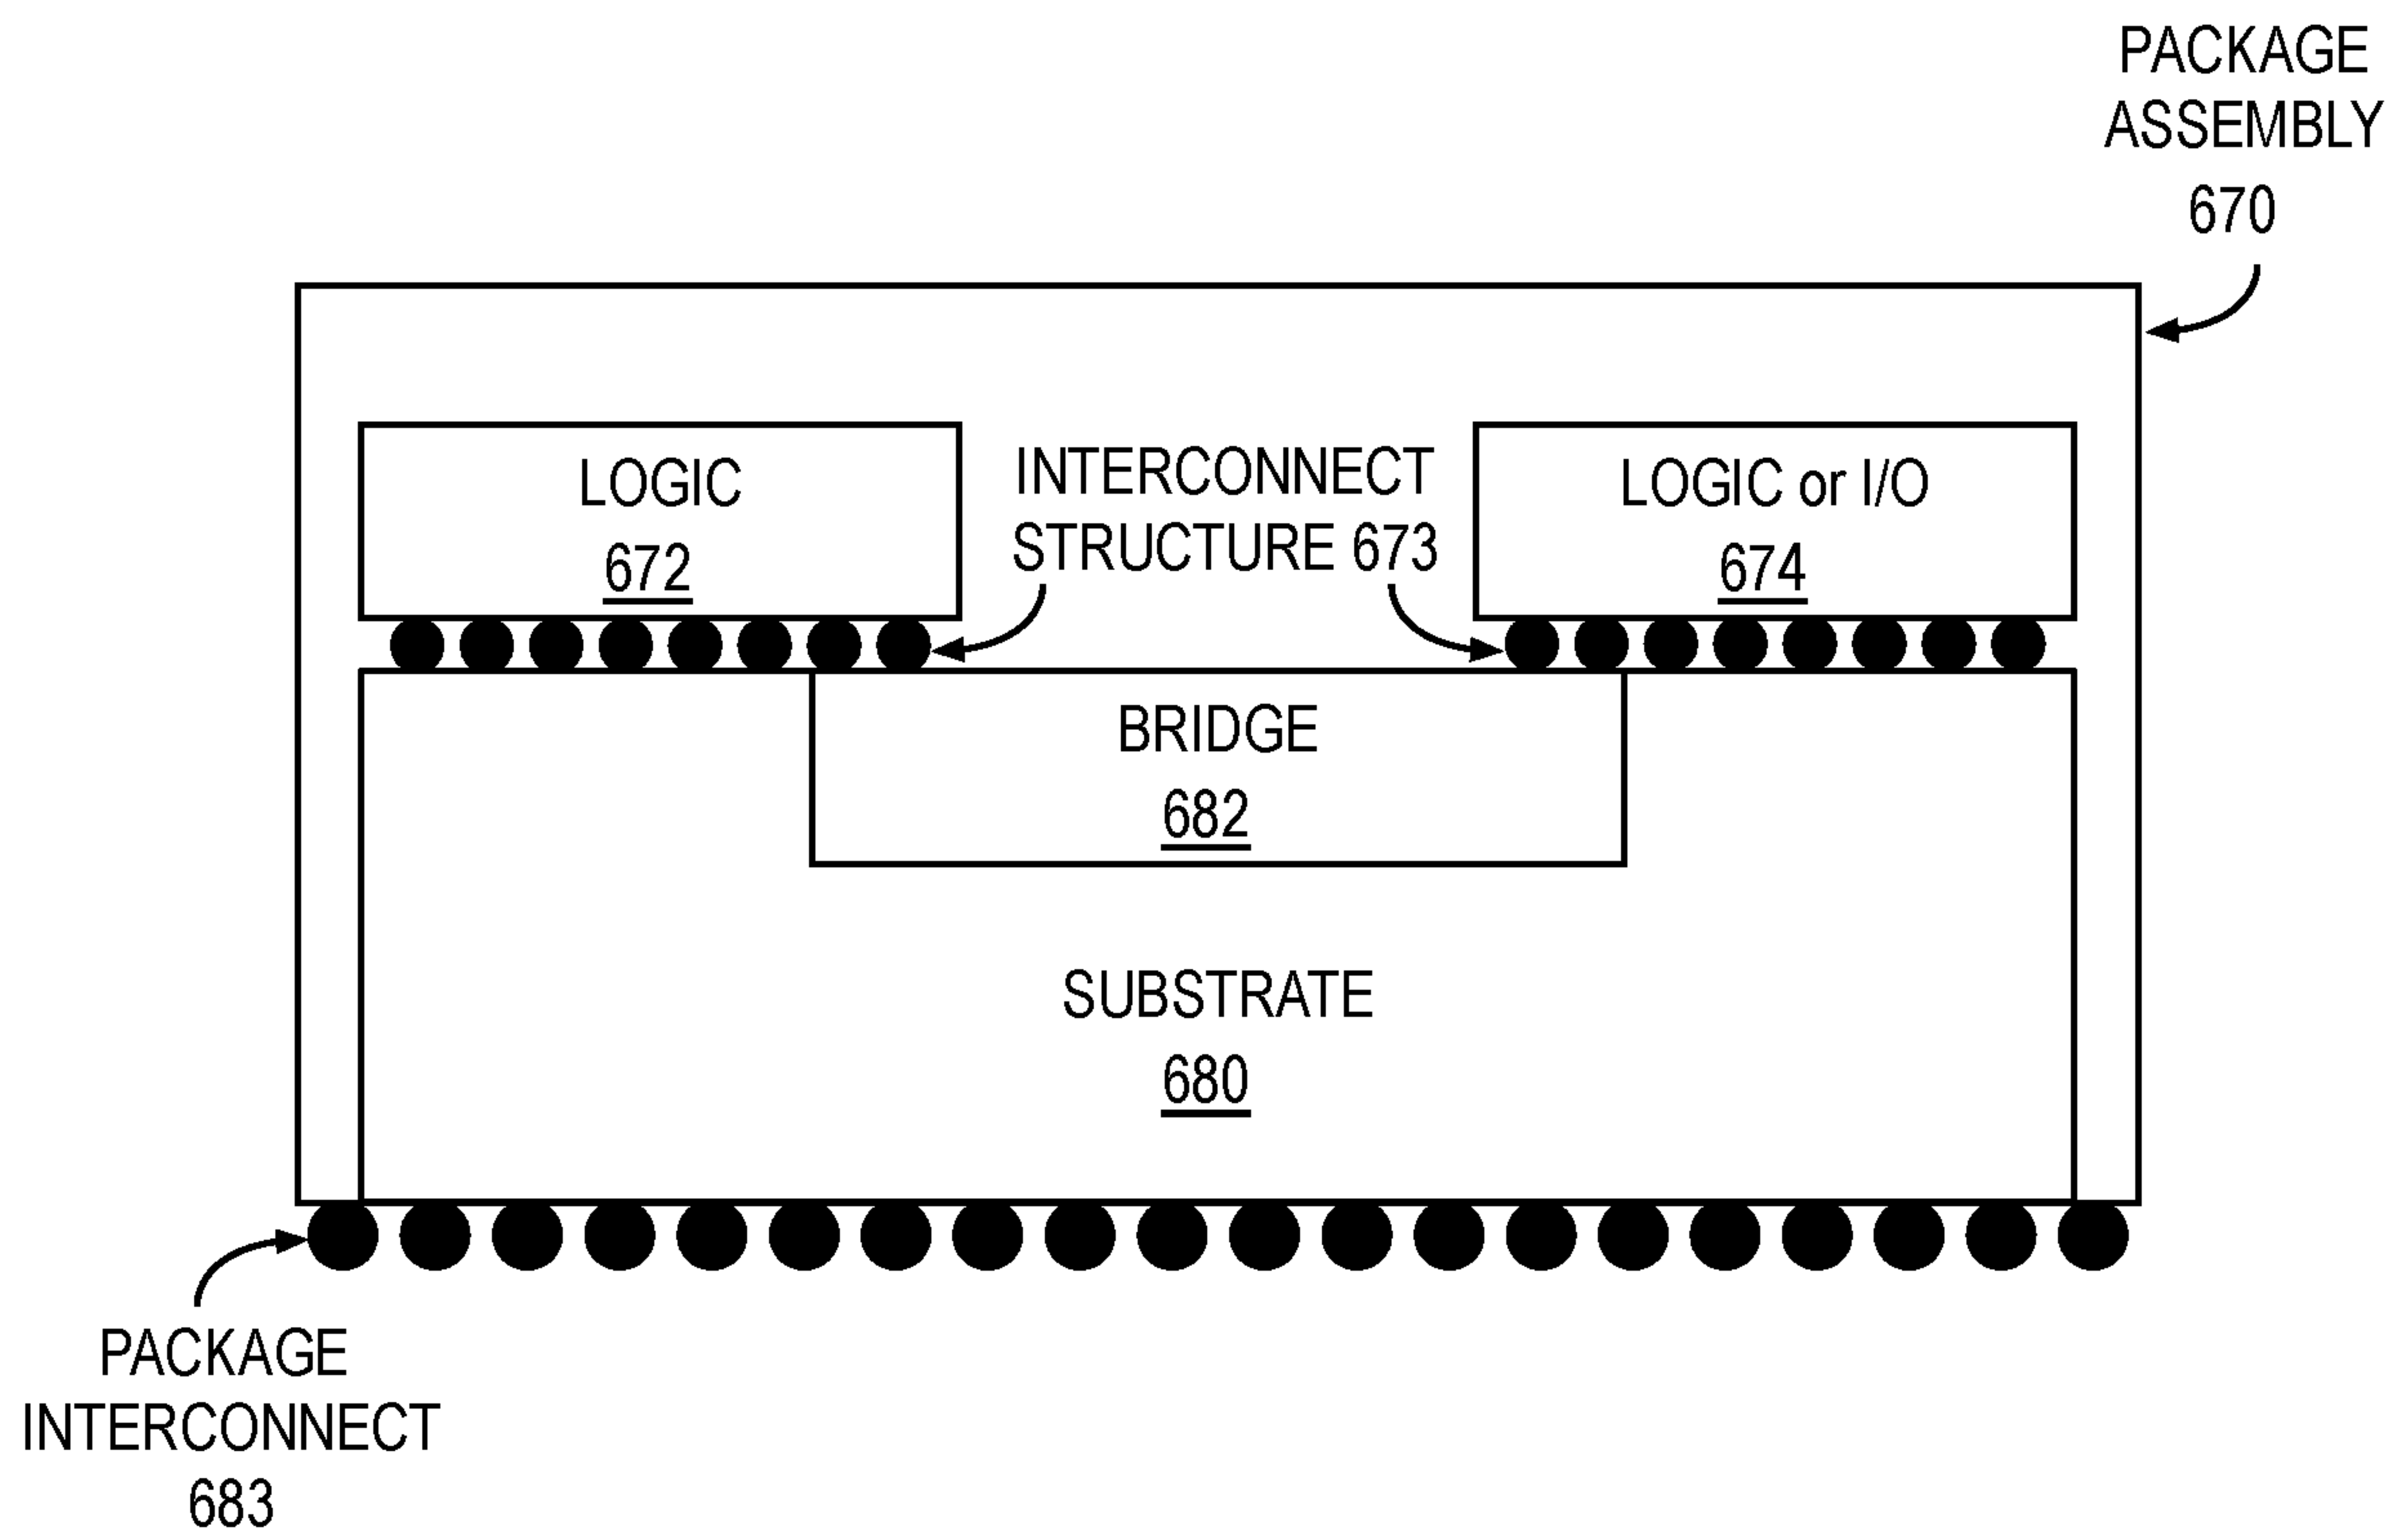 PACKAGE
ASSEMBLY
670
LOGIC
672
INTERCONNECT
STRUCTURE 673
LOGIC or I/O
674
BRIDGE
682
SUBSTRATE
680
PACKAGE
INTERCONNECT
683